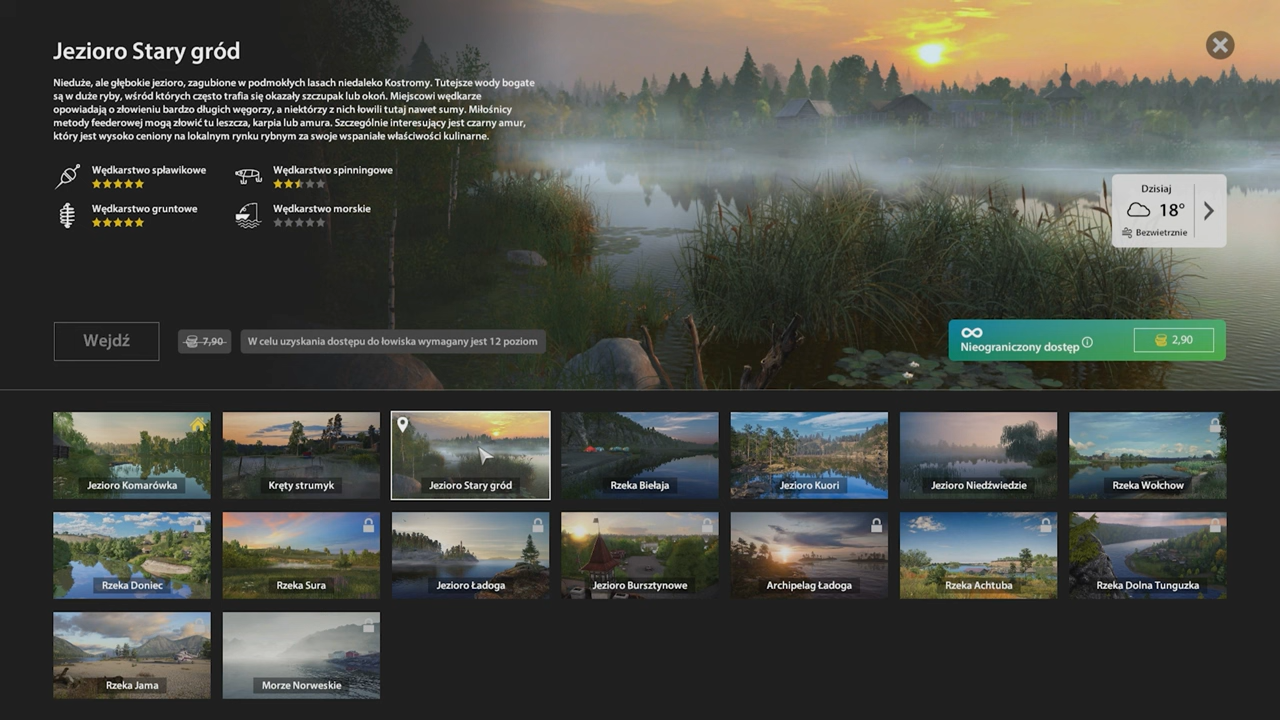 Jezioro Stary gród
Nieduże, ale głębokie jezioro, zagubione w podmokłych lasach niedaleko Kostromy. Tutejsze wody bogate
są w duże ryby, wśród których często trafia się okazały szczupak lub okoń. Miejscowi wędkarze
opowiadają o złowieniu bardzo długich węgorzy, a niektórzy z nich łowili tutaj nawet sumy. Miłośnicy
metody feederowej mogą złowić tu leszcza, karpia lub amura. Szczególnie interesujący jest czarny amur,
który jest wysoko ceniony na lokalnym rynku rybnym za swoje wspaniałe właściwości kulinarne.
Wędkarstwo spławikowe
Wędkarstwo spinningowe
Wędkarstwo gruntowe
Wędkarstwo morskie
Dzisiaj
18°
Bezwietrznie
Wejdź
7,90
W celu uzyskania dostępu do łowiska wymagany jest 12 poziom
Nieograniczony dostęp
2,90
Jezioro Komarówka
Kręty strumyk
Jezioro Stary gród
Rzeka Biełaja
Jezioro Kuori
Jezioro Niedźwiedzie
Rzeka Wołchow
Rzeka Doniec
Rzeka Sura
Jezioro Ładoga
Jezioro Bursztynowe
Archipelag Ładoga
Rzeka Achtuba
Rzeka Dolna Tunguzka
Rzeka Jama
Morze Norweskie